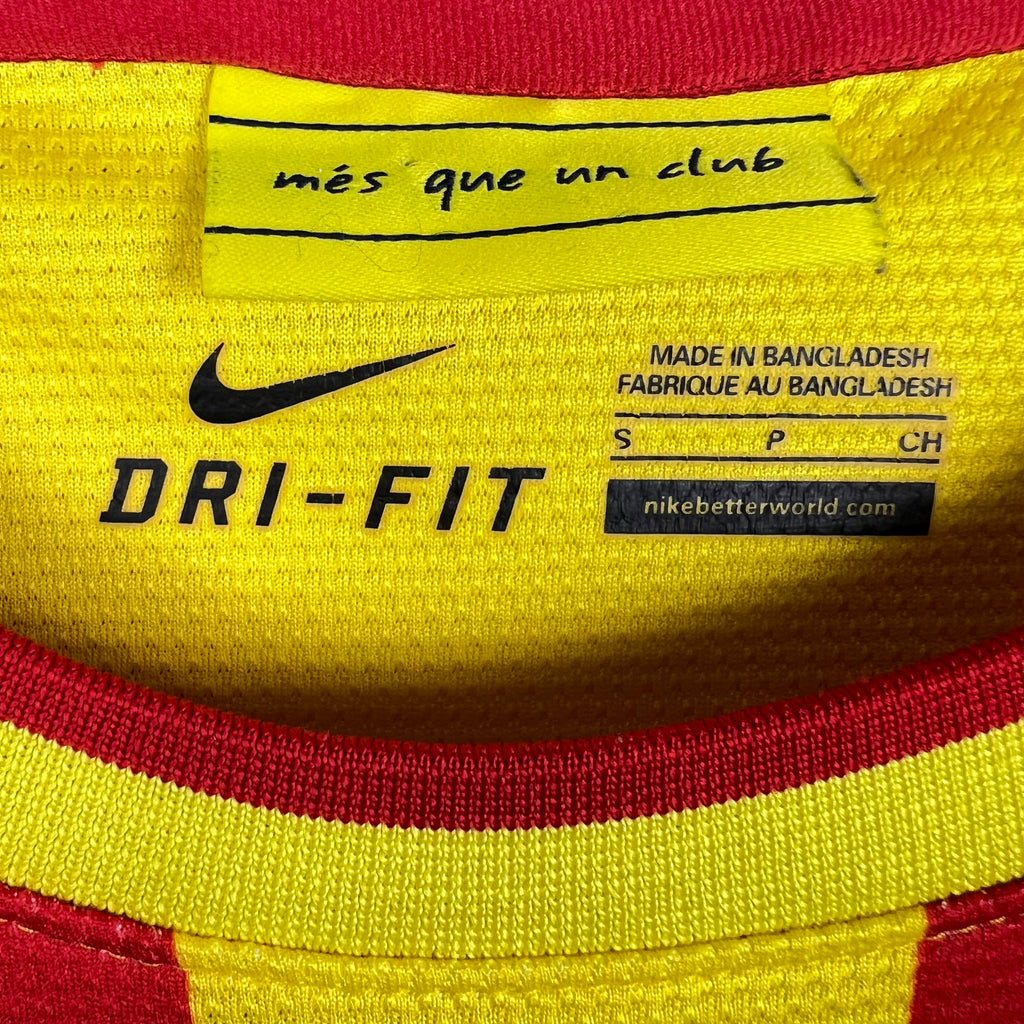 més que un club
DRI-FIT
MADE IN BANGLADESH
FABRIQUE AU BANGLADESH
S P CH
nikebetterworld.com